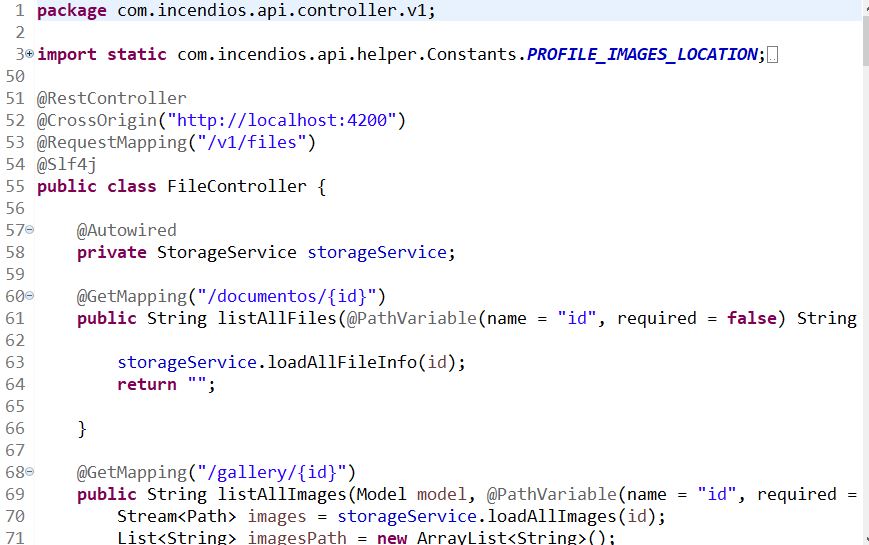 1 package com.incendios.api.controller.v1;
2
3 import static com.incendios.api.helper.Constants.PROFILE_IMAGES_LOCATION;
50
51 @RestController
52 @CrossOrigin("http://localhost:4200")
53 @RequestMapping("/v1/files")
54 @Slf4j
55 public class FileController {
56
57 @Autowired
58 private StorageService storageService;
59
60 @GetMapping("/documentos/{id}")
61 public String listAllFiles(@PathVariable(name = "id", required = false) String
62
63 storageService.loadAllFileInfo(id);
64 return "";
65
66 }
67
68 @GetMapping("/gallery/{id}")
69 public String listAllImages(Model model, @PathVariable(name = "id", required =
70 Stream<Path> images = storageService.loadAllImages(id);
71 List<String> imagesPath = new ArrayList<String>();